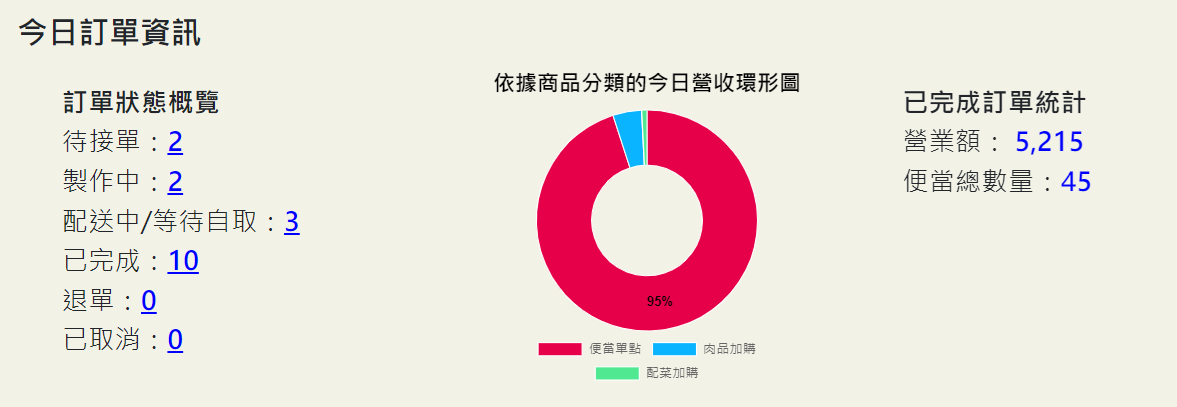 今日訂單資訊
訂單狀態概覽
待接單：2
製作中：2
配送中/等待自取：3
已完成：10
退單：0
已取消：0
依據商品分類的今日營收環形圖
95%
便當單點 肉品加購
配菜加購
已完成訂單統計
營業額： 5,215
便當總數量：45